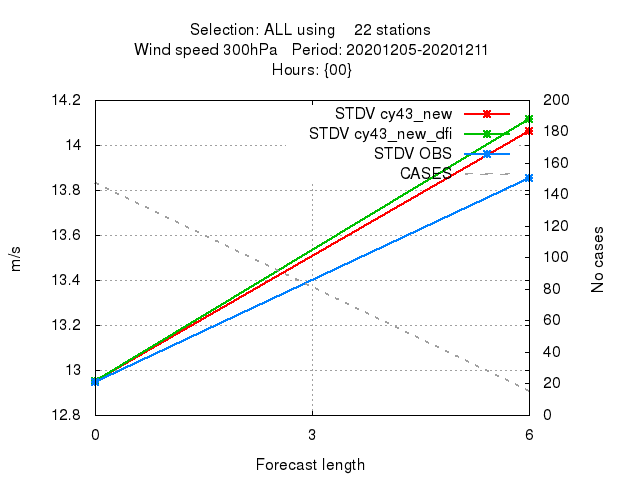 Selection: ALL using 22 stations
Wind speed 300hPa Period: 20201205-20201211
Hours: {00}
14.2
14
13.8
13.6
13.4
13.2
13
12.8
m/s
STDV cy43_new
STDV cy43_new_dfi
STDV OBS
CASES
200
180
160
140
120
100
80
60
40
20
0
No cases
0
3
6
Forecast length